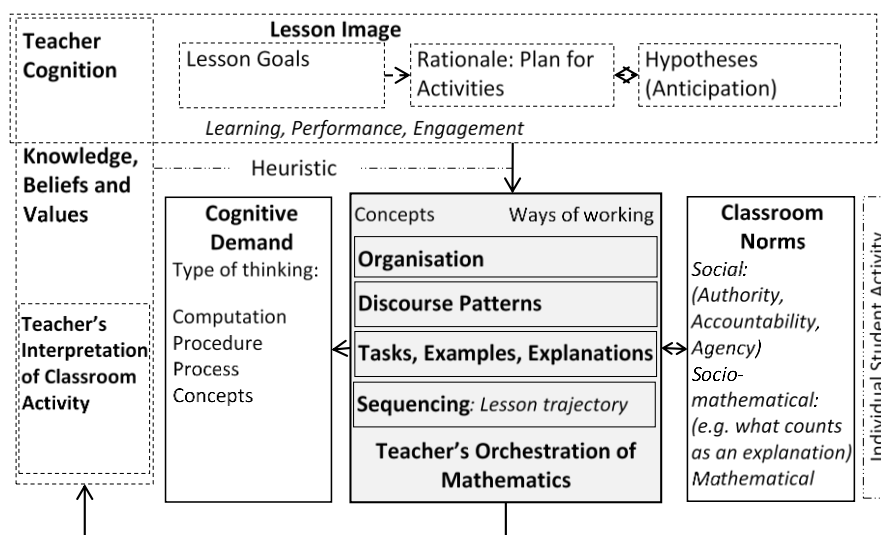 Teacher
Cognition
Lesson Image
Lesson Goals
Rationale: Plan for
Activities
Hypotheses
(Anticipation)
Learning, Performance, Engagement
Knowledge,
Beliefs and
Values
Heuristic
Teacher’s
Interpretation
of Classroom
Activity
Cognitive
Demand
Type of thinking:
Computation
Procedure
Process
Concepts
Concepts Ways of working
Organisation
Discourse Patterns
Tasks, Examples, Explanations
Sequencing: Lesson trajectory
Teacher’s Orchestration of
Mathematics
Classroom
Norms
Social:
(Authority,
Accountability,
Agency)
Socio-
mathematical:
(e.g. what counts
as an explanation)
Mathematical
Individual Student Activity